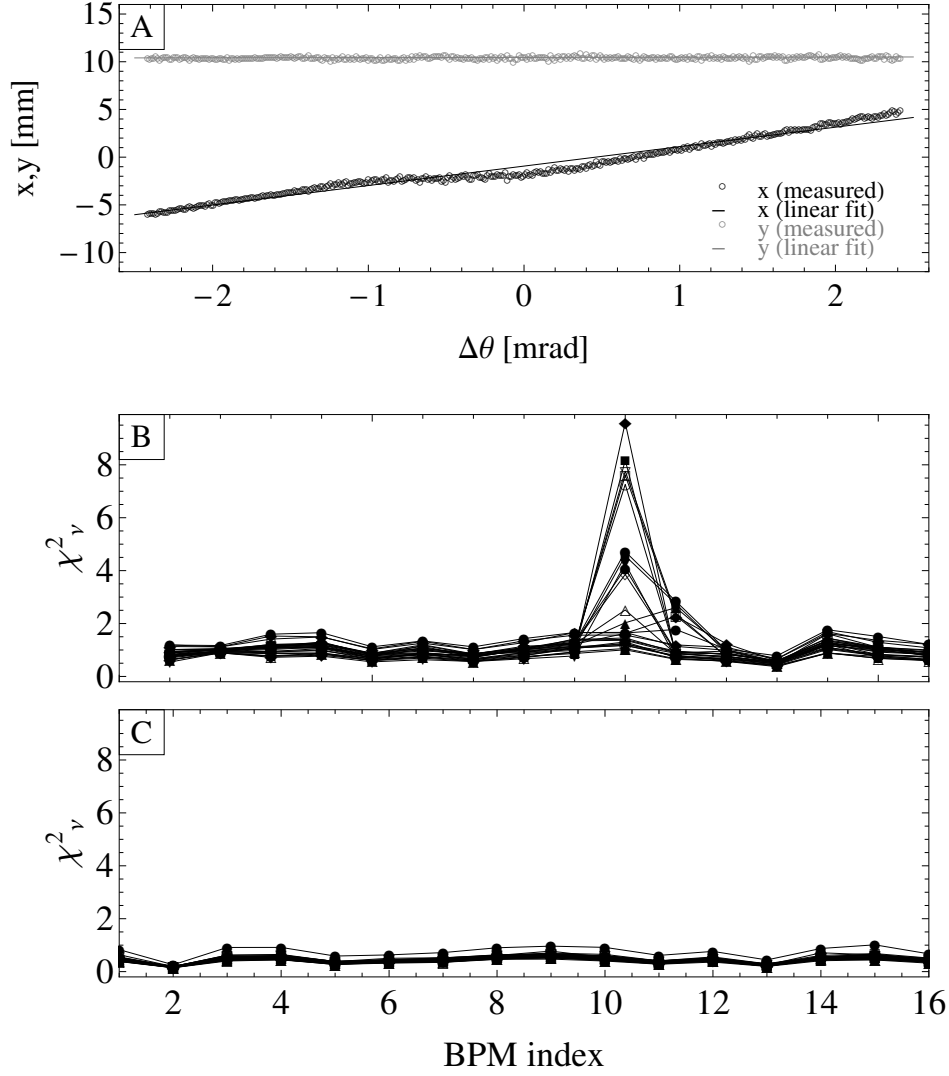 A
15
10
5
0
−5
−10
x,y [mm]
x (measured)
x (linear fit)
y (measured)
y (linear fit)
−2 −1 0 1 2
Δθ [mrad]
B
8
6
4
2
0
χ²ν
C
8
6
4
2
0
χ²ν
2 4 6 8 10 12 14 16
BPM index